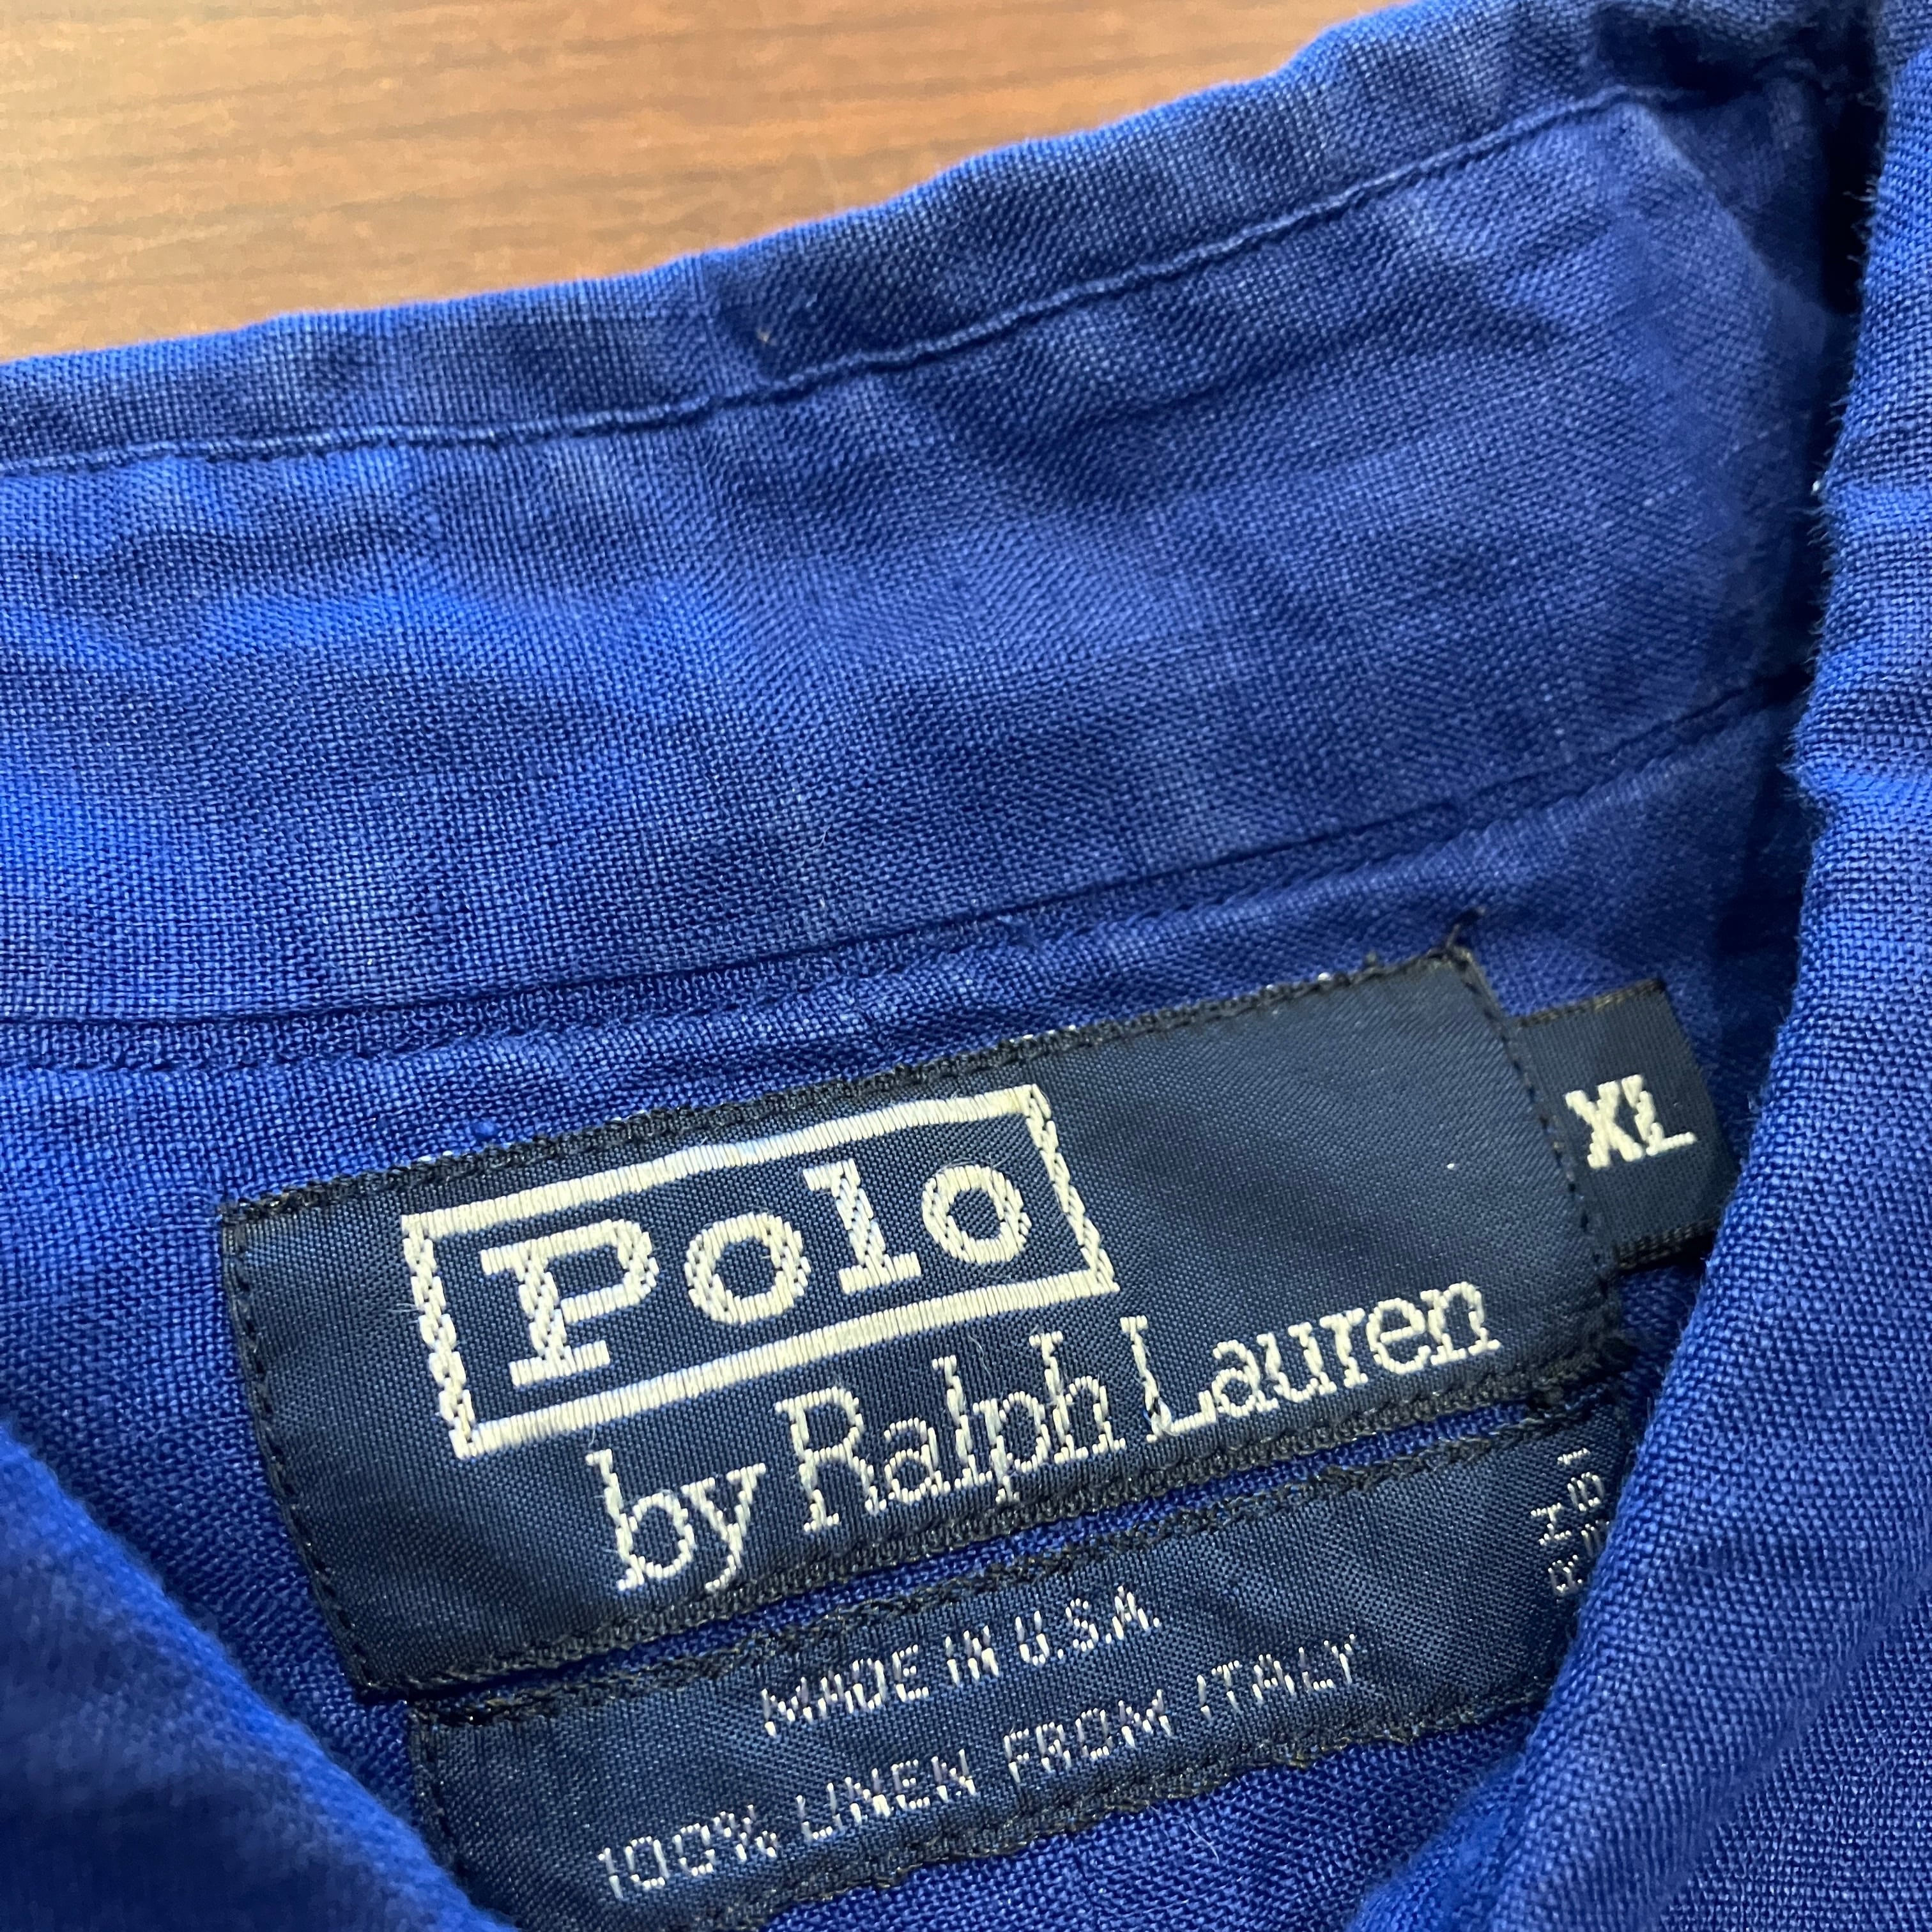 Polo
by Ralph Lauren
XL
MADE IN U.S.A.
100% LINEN FROM ITALY